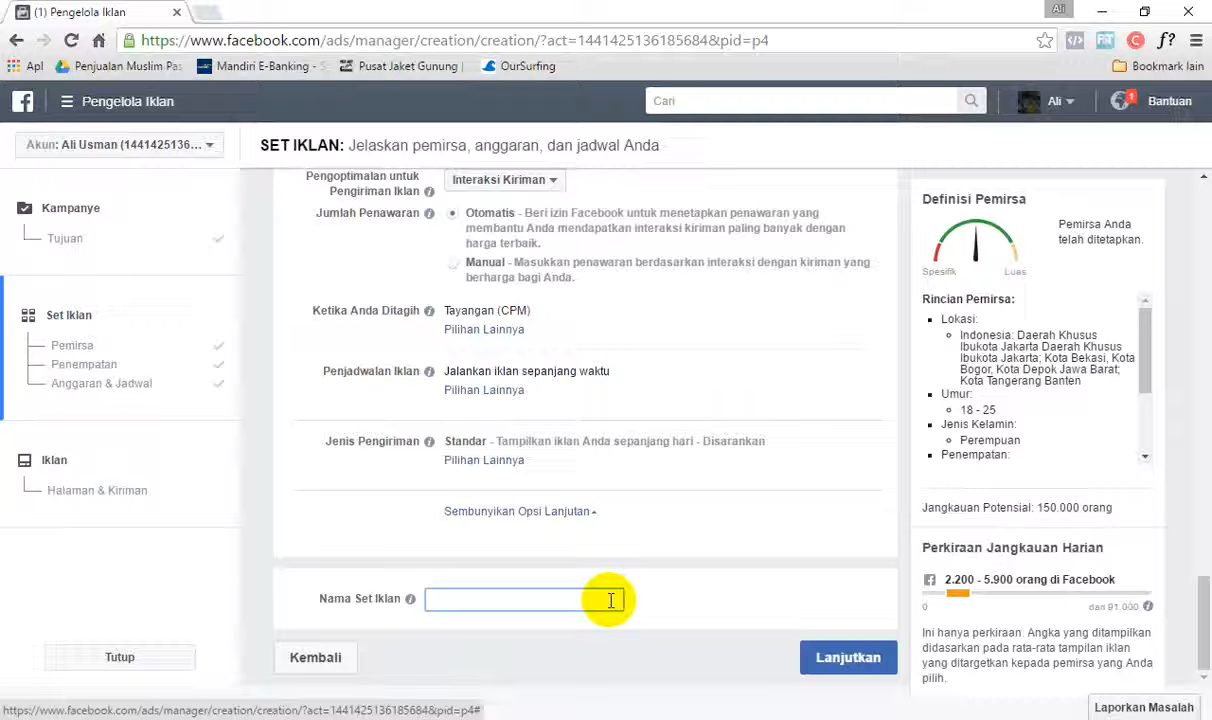 (1) Pengelola Iklan
Ali
https://www.facebook.com/ads/manager/creation/creation/?act=1441425136185684&pid=p4
f?
Apl
Penjualan Muslim Pas
Mandiri E-Banking - S
Pusat Jaket Gunung |
OurSurfing
Bookmark lain
Pengelola Iklan
Cari
Ali
1
Bantuan
Akun: Ali Usman (1441425136...
SET IKLAN: Jelaskan pemirsa, anggaran, dan jadwal Anda
Kampanye
Tujuan
Set Iklan
Pemirsa
Penempatan
Anggaran & Jadwal
Iklan
Halaman & Kiriman
Tutup
Pengoptimalan untuk
Pengiriman Iklan
Interaksi Kiriman
Jumlah Penawaran
Otomatis - Beri izin Facebook untuk menetapkan penawaran yang
membantu Anda mendapatkan interaksi kiriman paling banyak dengan
harga terbaik.
Manual - Masukkan penawaran berdasarkan interaksi dengan kiriman yang
berharga bagi Anda.
Ketika Anda Ditagih
Tayangan (CPM)
Pilihan Lainnya
Penjadwalan Iklan
Jalankan iklan sepanjang waktu
Pilihan Lainnya
Jenis Pengiriman
Standar - Tampilkan iklan Anda sepanjang hari - Disarankan
Pilihan Lainnya
Sembunyikan Opsi Lanjutan
Nama Set Iklan
Kembali
Lanjutkan
Definisi Pemirsa
Pemirsa Anda
telah ditetapkan.
Spesifik
Luas
Rincian Pemirsa:
Lokasi:
Indonesia: Daerah Khusus
Ibukota Jakarta Daerah Khusus
Ibukota Jakarta; Kota Bekasi, Kota
Bogor, Kota Depok Jawa Barat;
Kota Tangerang Banten
Umur:
18 - 25
Jenis Kelamin:
Perempuan
Penempatan:
Jangkauan Potensial: 150.000 orang
Perkiraan Jangkauan Harian
2.200 - 5.900 orang di Facebook
0
dari 91.000
Ini hanya perkiraan. Angka yang ditampilkan
didasarkan pada rata-rata tampilan iklan
yang ditargetkan kepada pemirsa yang Anda
pilih.
Laporkan Masalah
https://www.facebook.com/ads/manager/creation/creation/?act=1441425136185684&pid=p4#